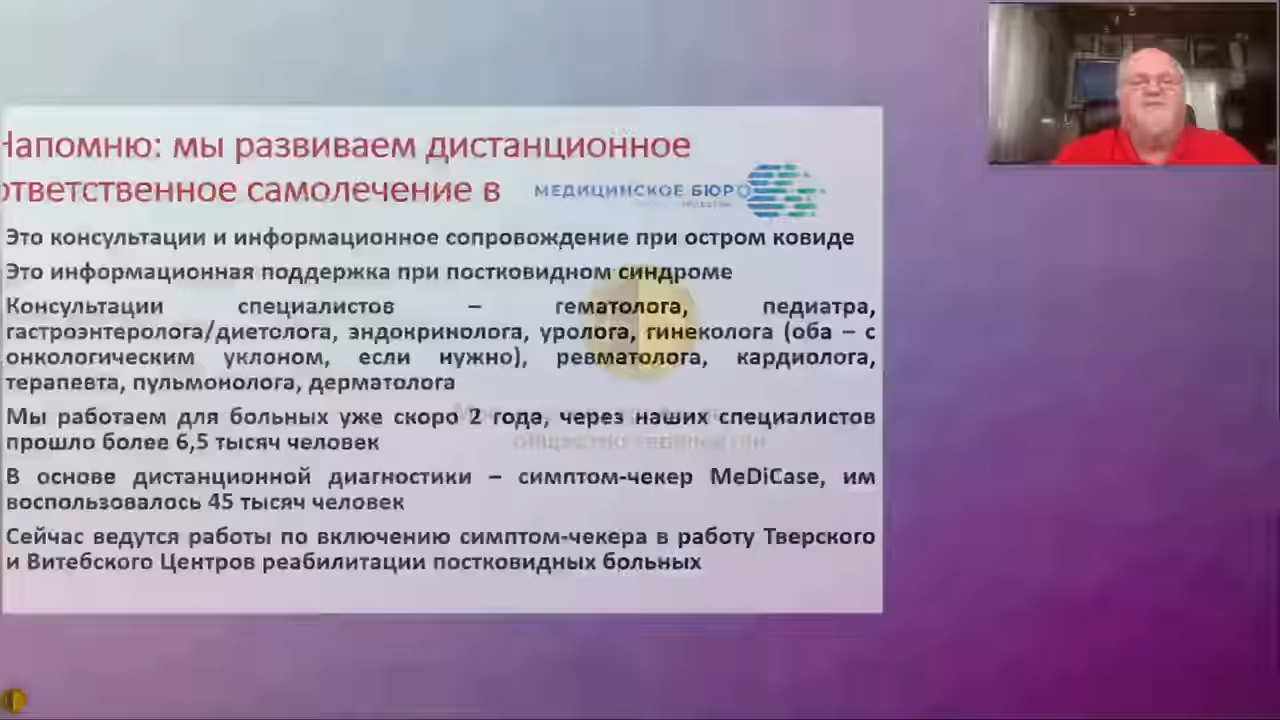 Напомню: мы развиваем дистанционное
ответственное самолечение в
МЕДИЦИНСКОЕ БЮРО
Это консультации и информационное сопровождение при остром ковиде
Это информационная поддержка при постковидном синдроме
Консультации специалистов – гематолога, педиатра,
гастроэнтеролога/диетолога, эндокринолога, уролога, гинеколога (оба – с
онкологическим уклоном, если нужно), ревматолога, кардиолога,
терапевта, пульмонолога, дерматолога
Мы работаем для больных уже скоро 2 года, через наших специалистов
прошло более 6,5 тысяч человек
В основе дистанционной диагностики – симптом-чекер MeDiCase, им
воспользовалось 45 тысяч человек
Сейчас ведутся работы по включению симптом-чекера в работу Тверского
и Витебского Центров реабилитации постковидных больных